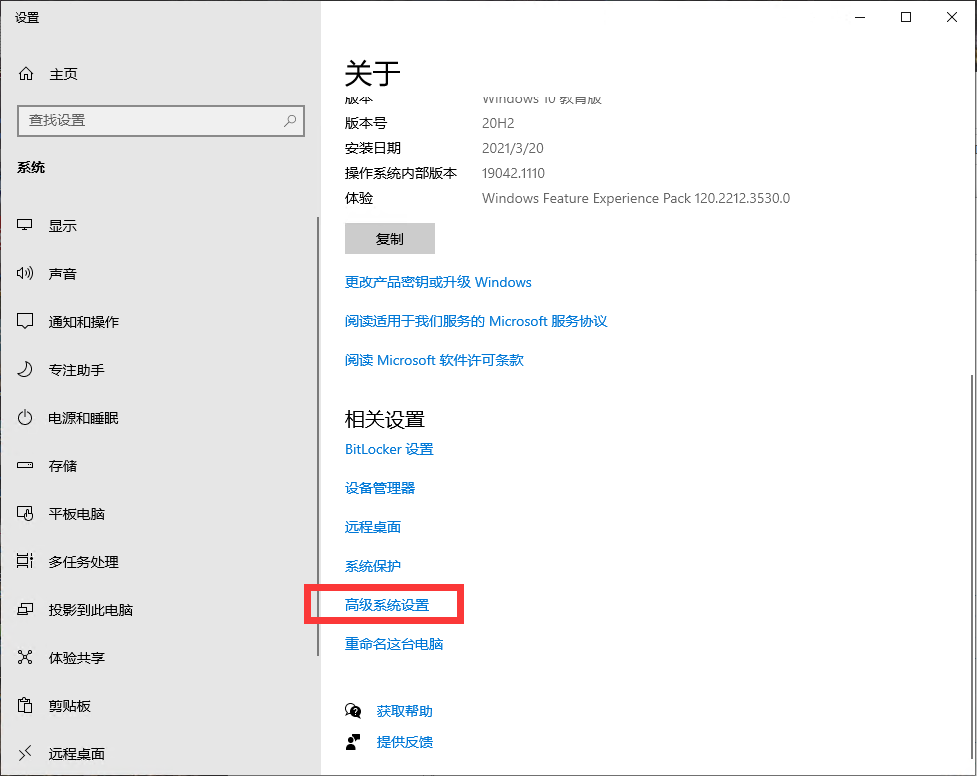 设置
主页
查找设置
系统
显示
声音
通知和操作
专注助手
电源和睡眠
存储
平板电脑
多任务处理
投影到此电脑
体验共享
剪贴板
远程桌面
关于
版本 Windows 10 教育版
版本号 20H2
安装日期 2021/3/20
操作系统内部版本 19042.1110
体验 Windows Feature Experience Pack 120.2212.3530.0
复制
更改产品密钥或升级 Windows
阅读适用于我们服务的 Microsoft 服务协议
阅读 Microsoft 软件许可条款
相关设置
BitLocker 设置
设备管理器
远程桌面
系统保护
高级系统设置
重命名这台电脑
获取帮助
提供反馈